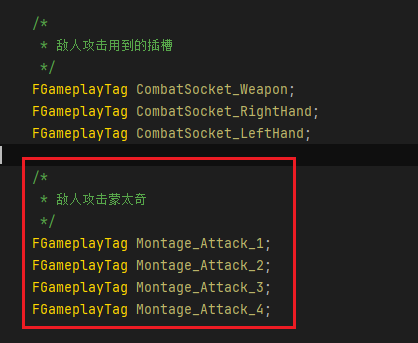 /*
* 敌人攻击用到的插槽
*/
FGameplayTag CombatSocket_Weapon;
FGameplayTag CombatSocket_RightHand;
FGameplayTag CombatSocket_LeftHand;
/*
* 敌人攻击蒙太奇
*/
FGameplayTag Montage_Attack_1;
FGameplayTag Montage_Attack_2;
FGameplayTag Montage_Attack_3;
FGameplayTag Montage_Attack_4;